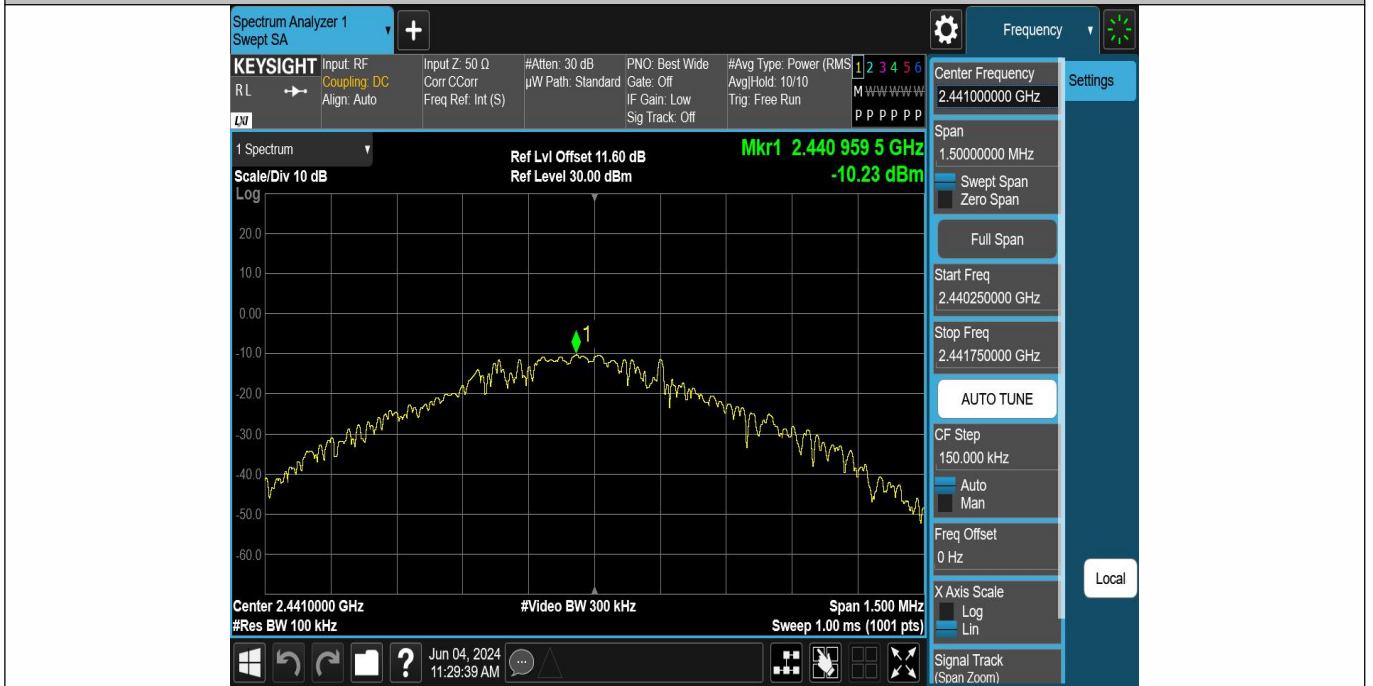 Spectrum Analyzer 1
Swept SA
Frequency
KEYSIGHT
RL
LXI
Input: RF
Coupling: DC
Align: Auto
Input Z: 50 Ω
Corr CCorr
Freq Ref: Int (S)
#Atten: 30 dB
µW Path: Standard
PNO: Best Wide
Gate: Off
IF Gain: Low
Sig Track: Off
#Avg Type: Power (RMS
Avg|Hold: 10/10
Trig: Free Run
1 2 3 4 5 6
M W W W W W
P P P P P P
1 Spectrum
Scale/Div 10 dB
Ref Lvl Offset 11.60 dB
Ref Level 30.00 dBm
Mkr1 2.440 959 5 GHz
-10.23 dBm
Log
20.0
10.0
0.00
-10.0
-20.0
-30.0
-40.0
-50.0
-60.0
1
Center 2.4410000 GHz
#Res BW 100 kHz
#Video BW 300 kHz
Span 1.500 MHz
Sweep 1.00 ms (1001 pts)
Center Frequency
2.441000000 GHz
Settings
Span
1.50000000 MHz
Swept Span
Zero Span
Full Span
Start Freq
2.440250000 GHz
Stop Freq
2.441750000 GHz
AUTO TUNE
CF Step
150.000 kHz
Auto
Man
Freq Offset
0 Hz
Local
X Axis Scale
Log
Lin
Signal Track
(Span Zoom)
?
Jun 04, 2024
11:29:39 AM